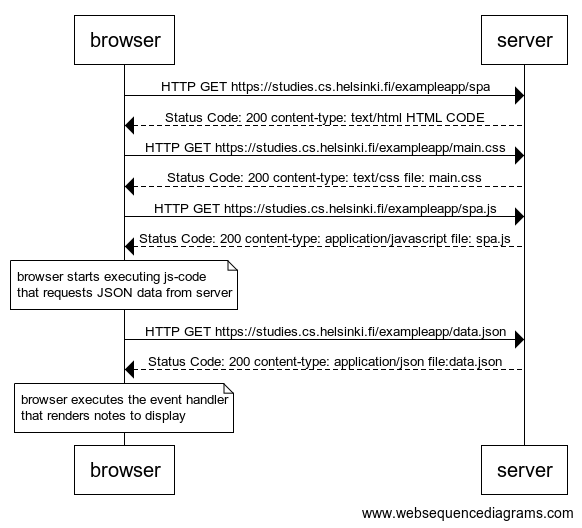 browser
server
HTTP GET https://studies.cs.helsinki.fi/exampleapp/spa
Status Code: 200 content-type: text/html HTML CODE
HTTP GET https://studies.cs.helsinki.fi/exampleapp/main.css
Status Code: 200 content-type: text/css file: main.css
HTTP GET https://studies.cs.helsinki.fi/exampleapp/spa.js
Status Code: 200 content-type: application/javascript file: spa.js
browser starts executing js-code
that requests JSON data from server
HTTP GET https://studies.cs.helsinki.fi/exampleapp/data.json
Status Code: 200 content-type: application/json file:data.json
browser executes the event handler
that renders notes to display
browser
server
www.websequencediagrams.com